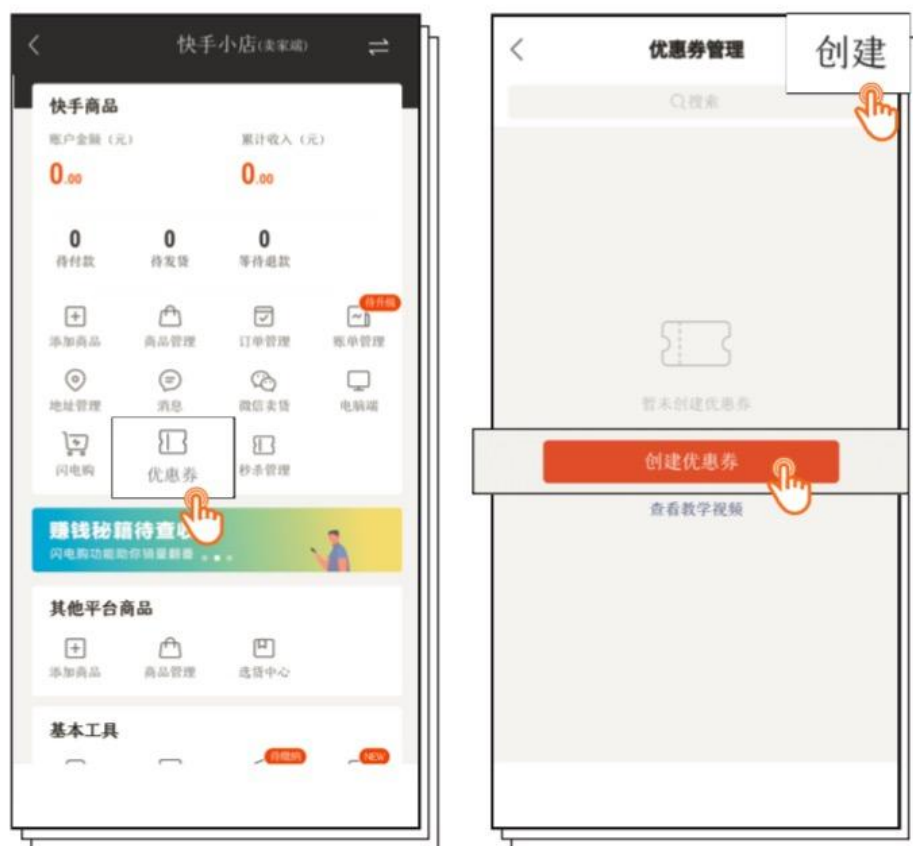 快手小店(卖家端)
快手商品
账户金额（元）
累计收入（元）
0.00
0.00
0
0
0
待付款
待发货
等待退款
待升级
添加商品
商品管理
订单管理
账单管理
地址管理
消息
微信卖货
电脑端
闪电购
优惠券
秒杀管理
赚钱秘籍待查收
闪电购功能助你销量翻番
其他平台商品
添加商品
商品管理
选货中心
基本工具
待缴纳
NEW
优惠券管理
创建
搜索
暂未创建优惠券
创建优惠券
查看教学视频